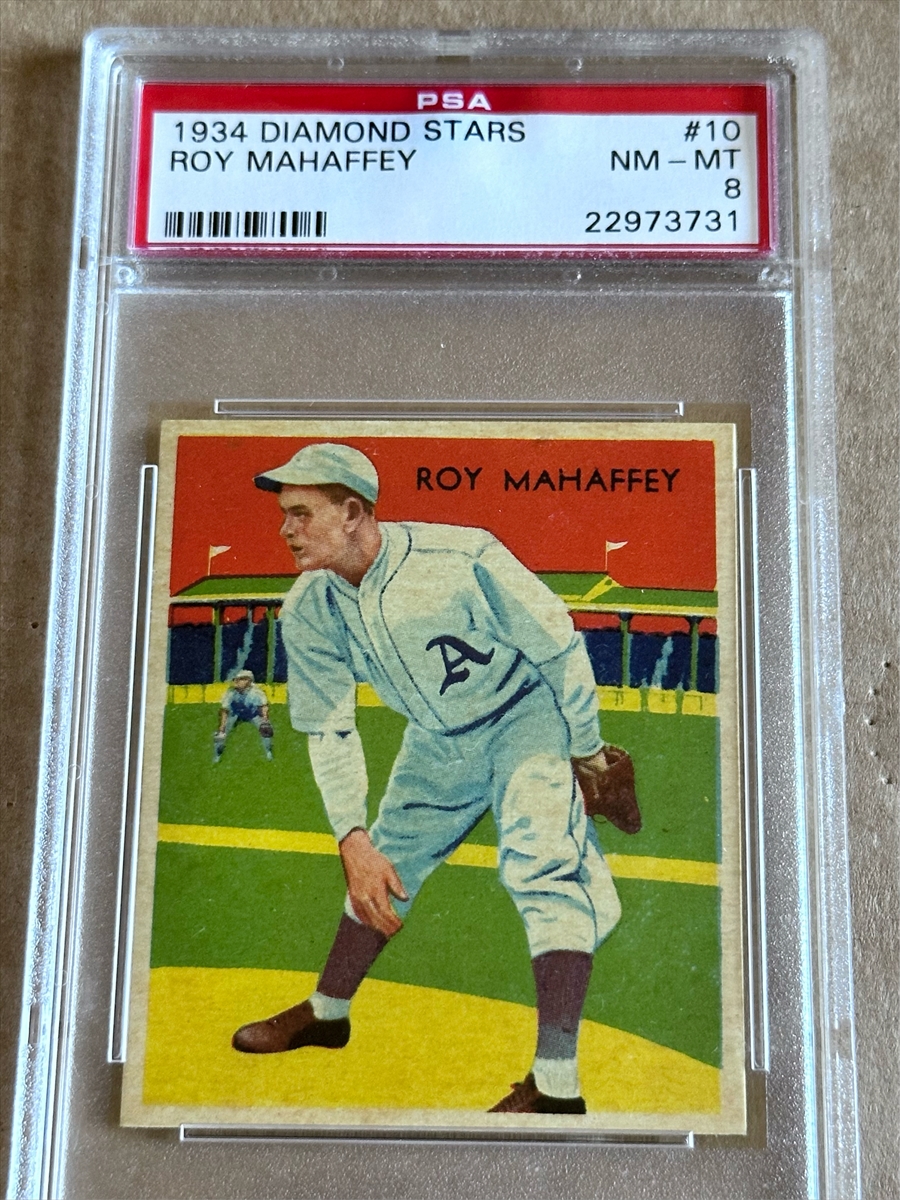 PSA
1934 DIAMOND STARS #10
ROY MAHAFFEY NM - MT
8
22973731
ROY MAHAFFEY
A